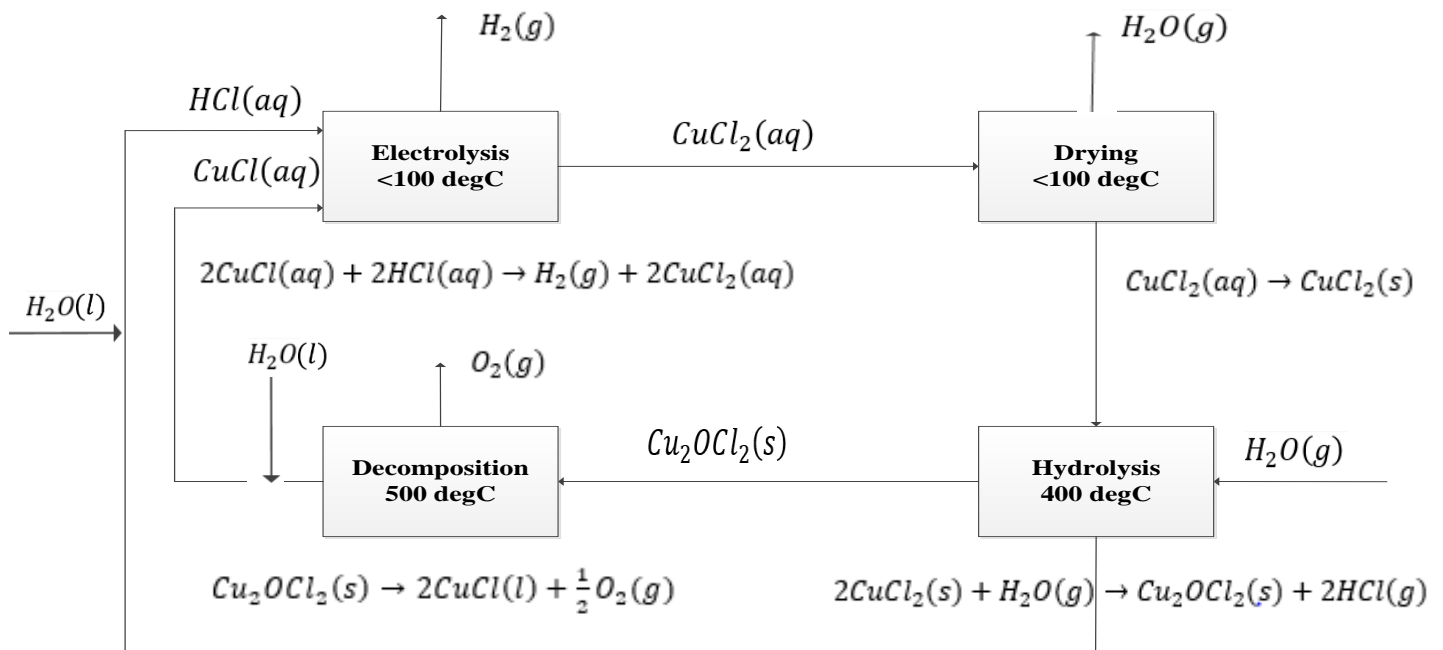 H₂(g)
H₂O(g)
HCl(aq)
CuCl₂(aq)
Electrolysis
<100 degC
Drying
<100 degC
CuCl(aq)
2CuCl(aq) + 2HCl(aq) → H₂(g) + 2CuCl₂(aq)
CuCl₂(aq) → CuCl₂(s)
H₂O(l)
H₂O(l)
O₂(g)
Cu₂OCl₂(s)
H₂O(g)
Decomposition
500 degC
Hydrolysis
400 degC
Cu₂OCl₂(s) → 2CuCl(l) + ½O₂(g)
2CuCl₂(s) + H₂O(g) → Cu₂OCl₂(s) + 2HCl(g)